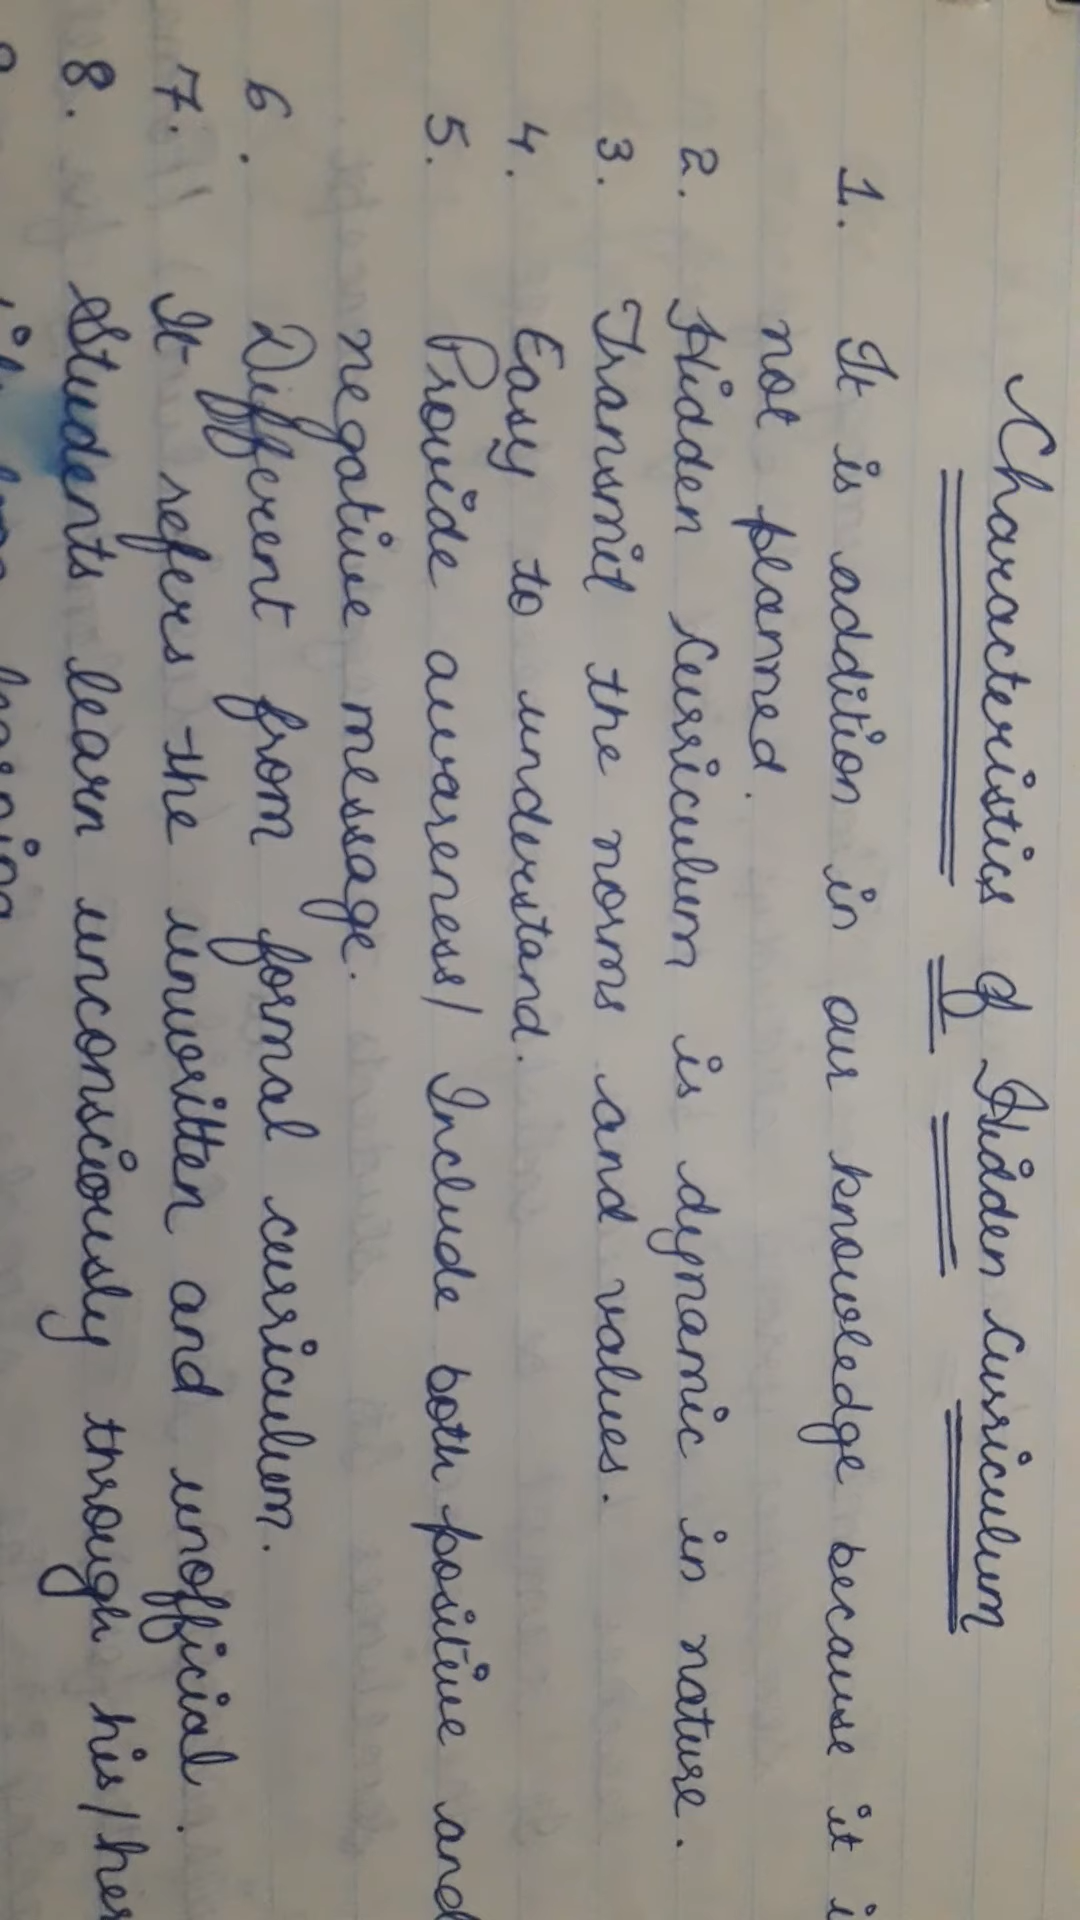 Characteristics of Hidden Curriculum
1. It is addition in our knowledge because it i
not planned.
2. Hidden Curriculum is dynamic in nature.
3. Transmit the norms and values.
4. Easy to understand.
5. Provide awareness/ Include both positive and
negative message.
6. Different from formal curriculum.
7. It refers the unwritten and unofficial.
8. Students learn unconsciously through his/her